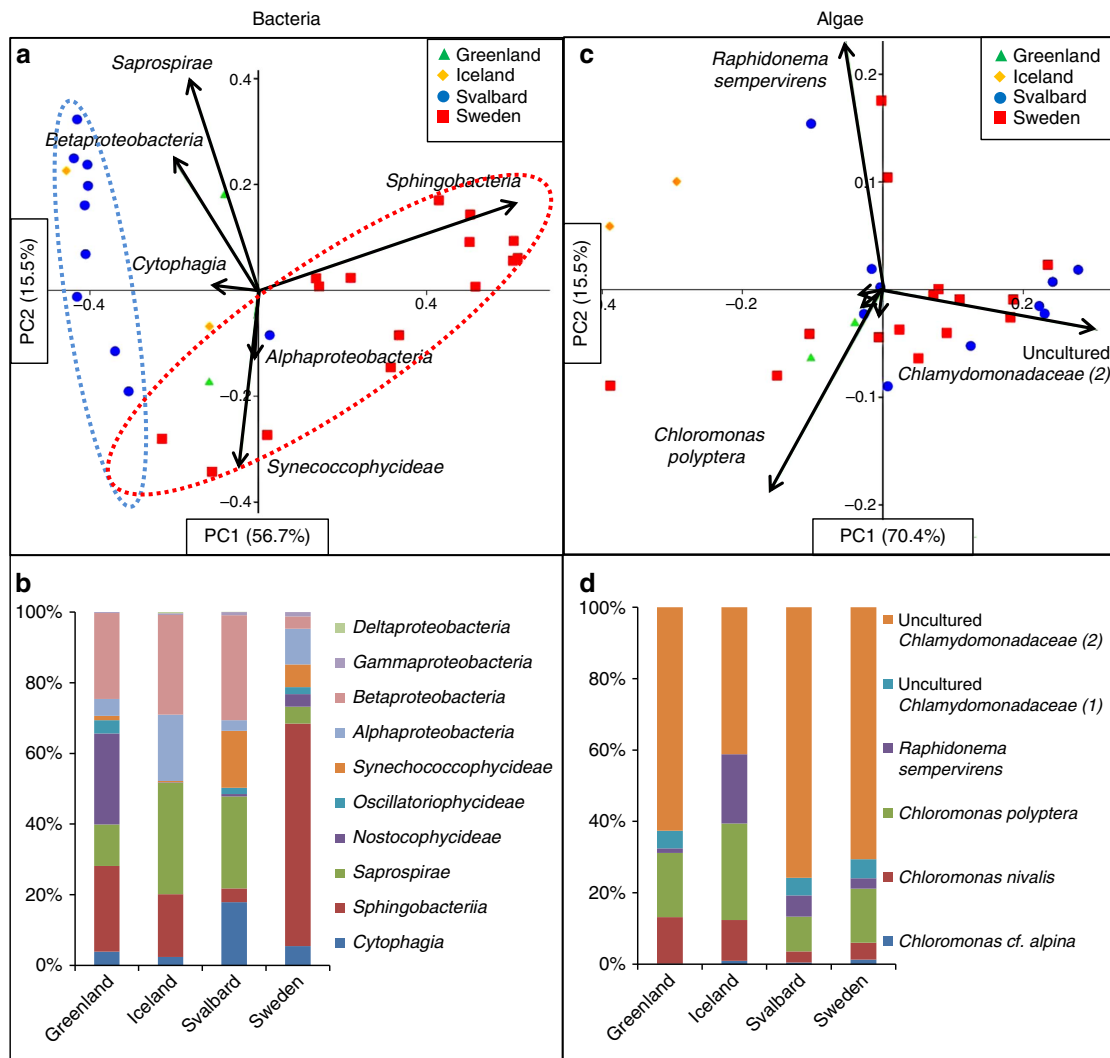 Bacteria
Algae
a
Greenland
Iceland
Svalbard
Sweden
Saprospirae
Betaproteobacteria
Sphingobacteria
Cytophagia
Alphaproteobacteria
Synecoccophycideae
0.4
0.2
−0.4
0.4
−0.2
−0.4
PC2 (15.5%)
PC1 (56.7%)
c
Greenland
Iceland
Svalbard
Sweden
Raphidonema
sempervirens
0.2
0.1
.4
−0.2
0.2
−0.1
−0.2
Uncultured
Chlamydomonadaceae (2)
Chloromonas
polyptera
PC2 (15.5%)
PC1 (70.4%)
b
100%
80%
60%
40%
20%
0%
Greenland
Iceland
Svalbard
Sweden
Deltaproteobacteria
Gammaproteobacteria
Betaproteobacteria
Alphaproteobacteria
Synechococcophycideae
Oscillatoriophycideae
Nostocophycideae
Saprospirae
Sphingobacteriia
Cytophagia
d
100%
80%
60%
40%
20%
0%
Greenland
Iceland
Svalbard
Sweden
Uncultured
Chlamydomonadaceae (2)
Uncultured
Chlamydomonadaceae (1)
Raphidonema
sempervirens
Chloromonas polyptera
Chloromonas nivalis
Chloromonas cf. alpina